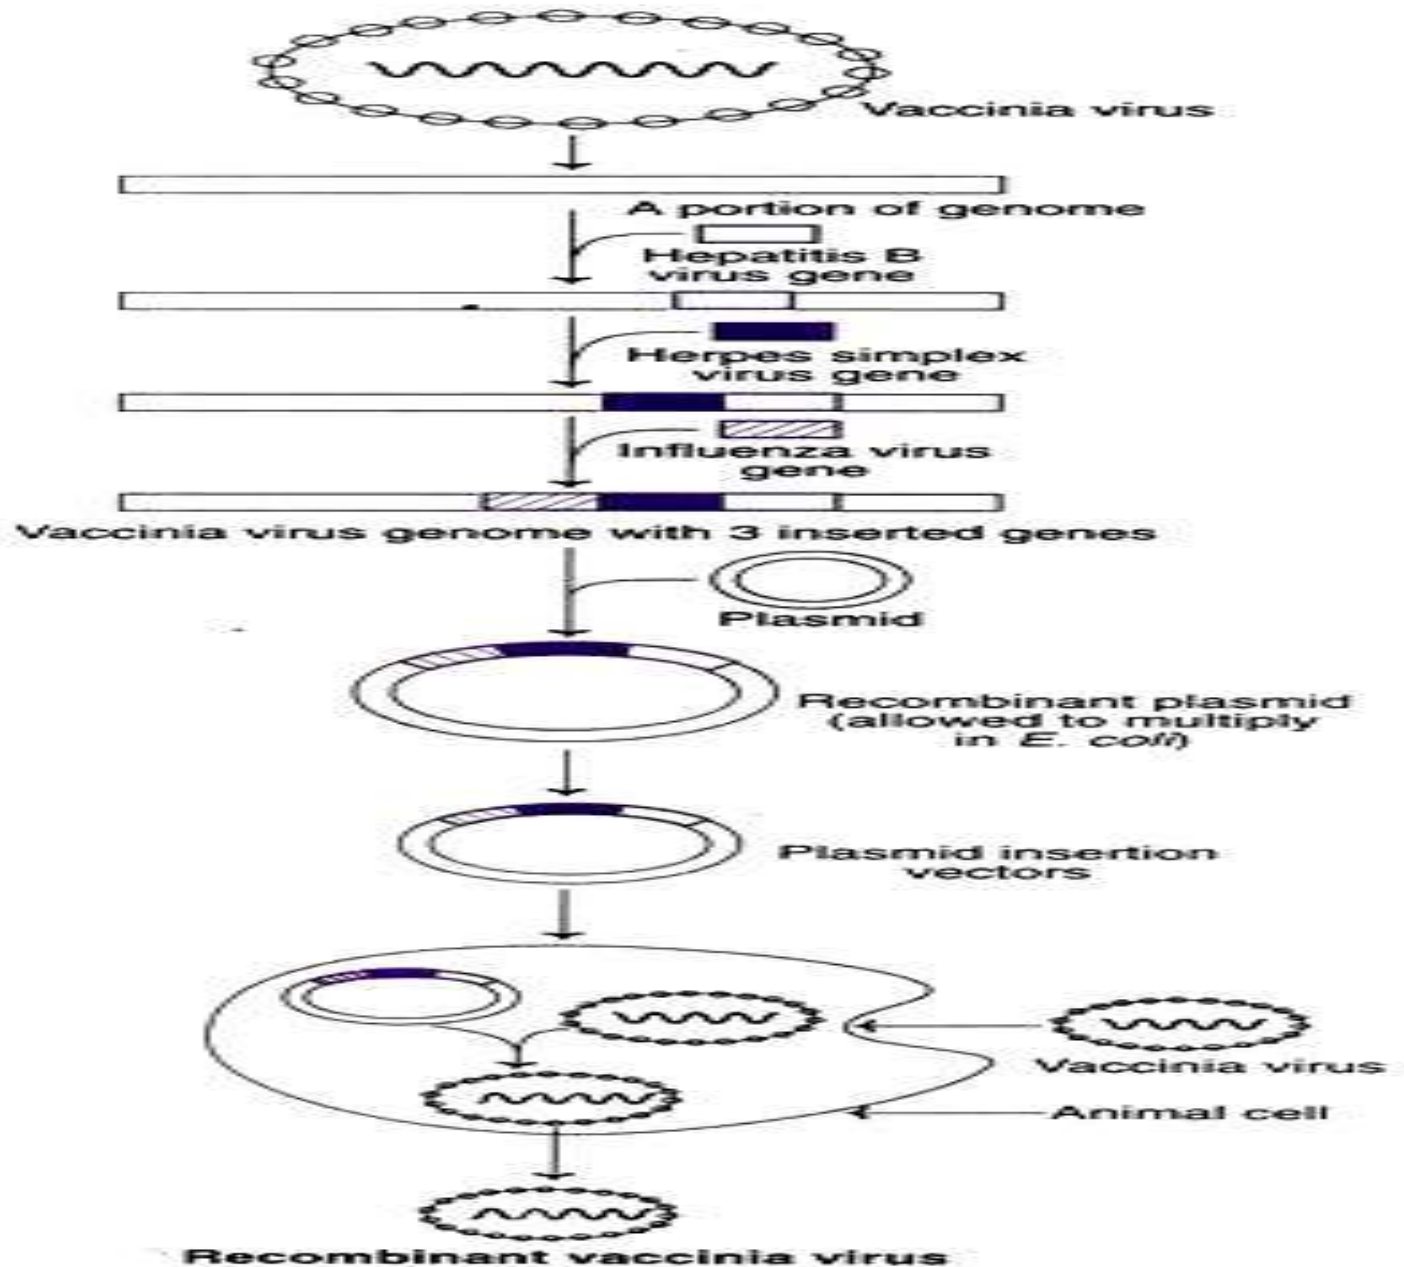 Vaccinia virus
A portion of genome
Hepatitis B
virus gene
Herpes simplex
virus gene
Influenza virus
gene
Vaccinia virus genome with 3 inserted genes
Plasmid
Recombinant plasmid
(allowed to multiply
in E. coli)
Plasmid insertion
vectors
Vaccinia virus
Animal cell
Recombinant vaccinia virus